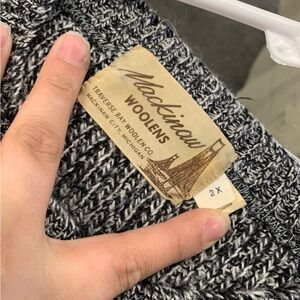 Mackinaw
WOOLENS
TRAVERSE BAY WOOLEN CO.
MACKINAW CITY, MICHIGAN
2X